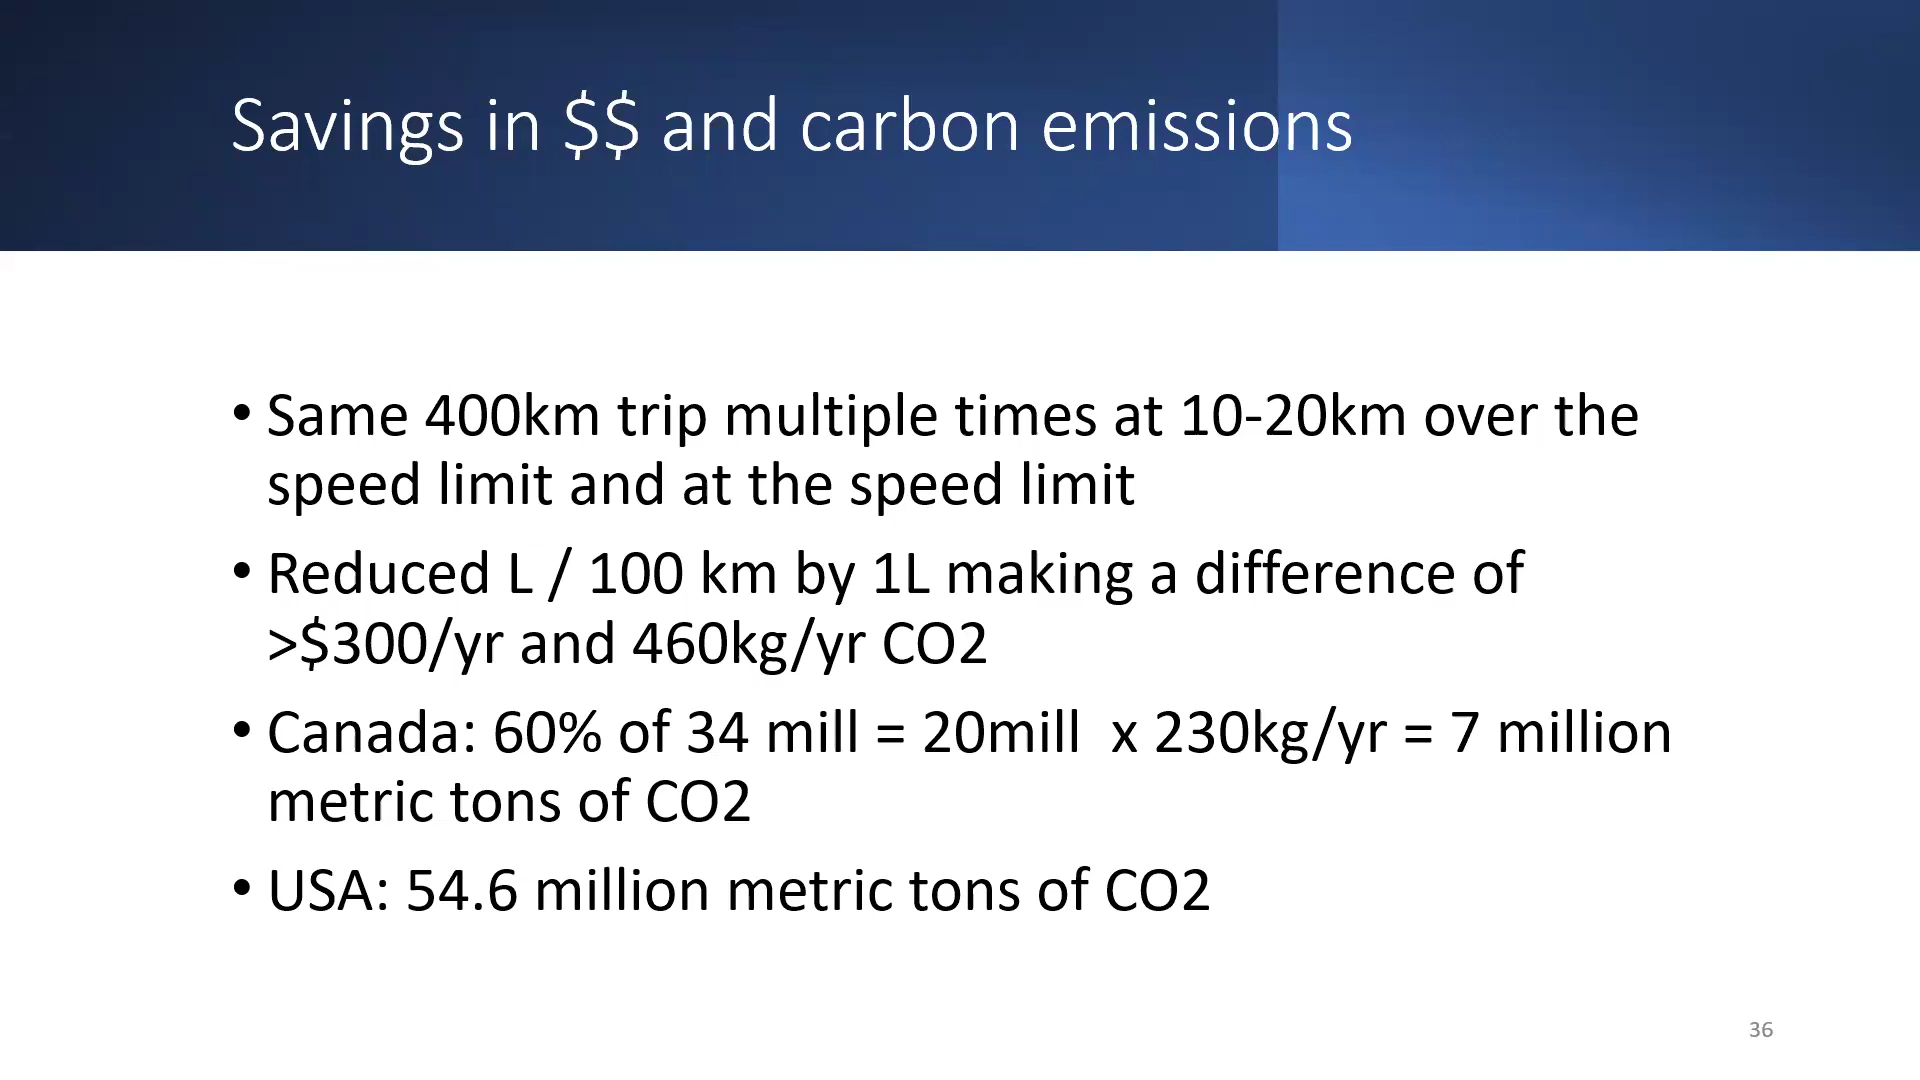 Savings in $$ and carbon emissions
• Same 400km trip multiple times at 10-20km over the
speed limit and at the speed limit
• Reduced L / 100 km by 1L making a difference of
>$300/yr and 460kg/yr CO2
• Canada: 60% of 34 mill = 20mill  x 230kg/yr = 7 million
metric tons of CO2
• USA: 54.6 million metric tons of CO2
36